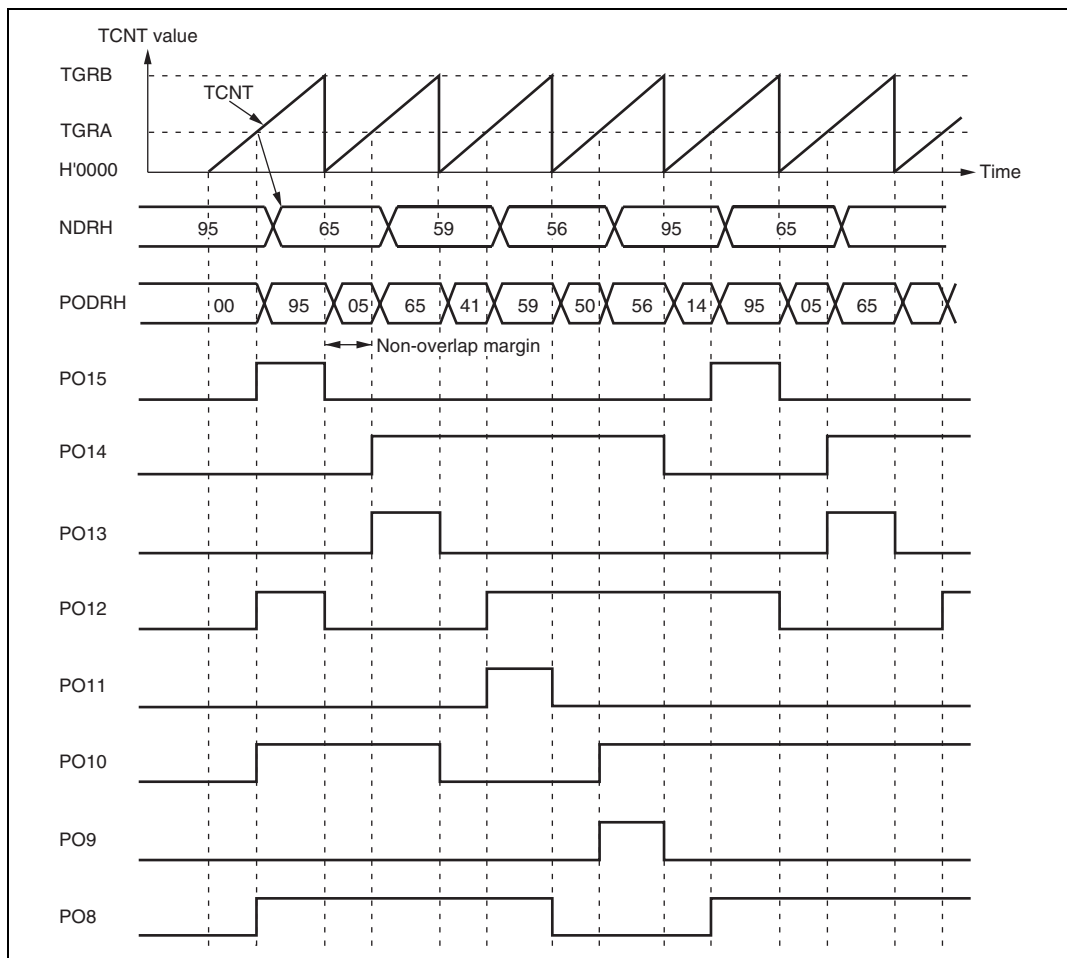 TCNT value
TGRB
TCNT
TGRA
H'0000
Time
NDRH 95 65 59 56 95 65
PODRH 00 95 05 65 41 59 50 56 14 95 05 65
Non-overlap margin
PO15
PO14
PO13
PO12
PO11
PO10
PO9
PO8